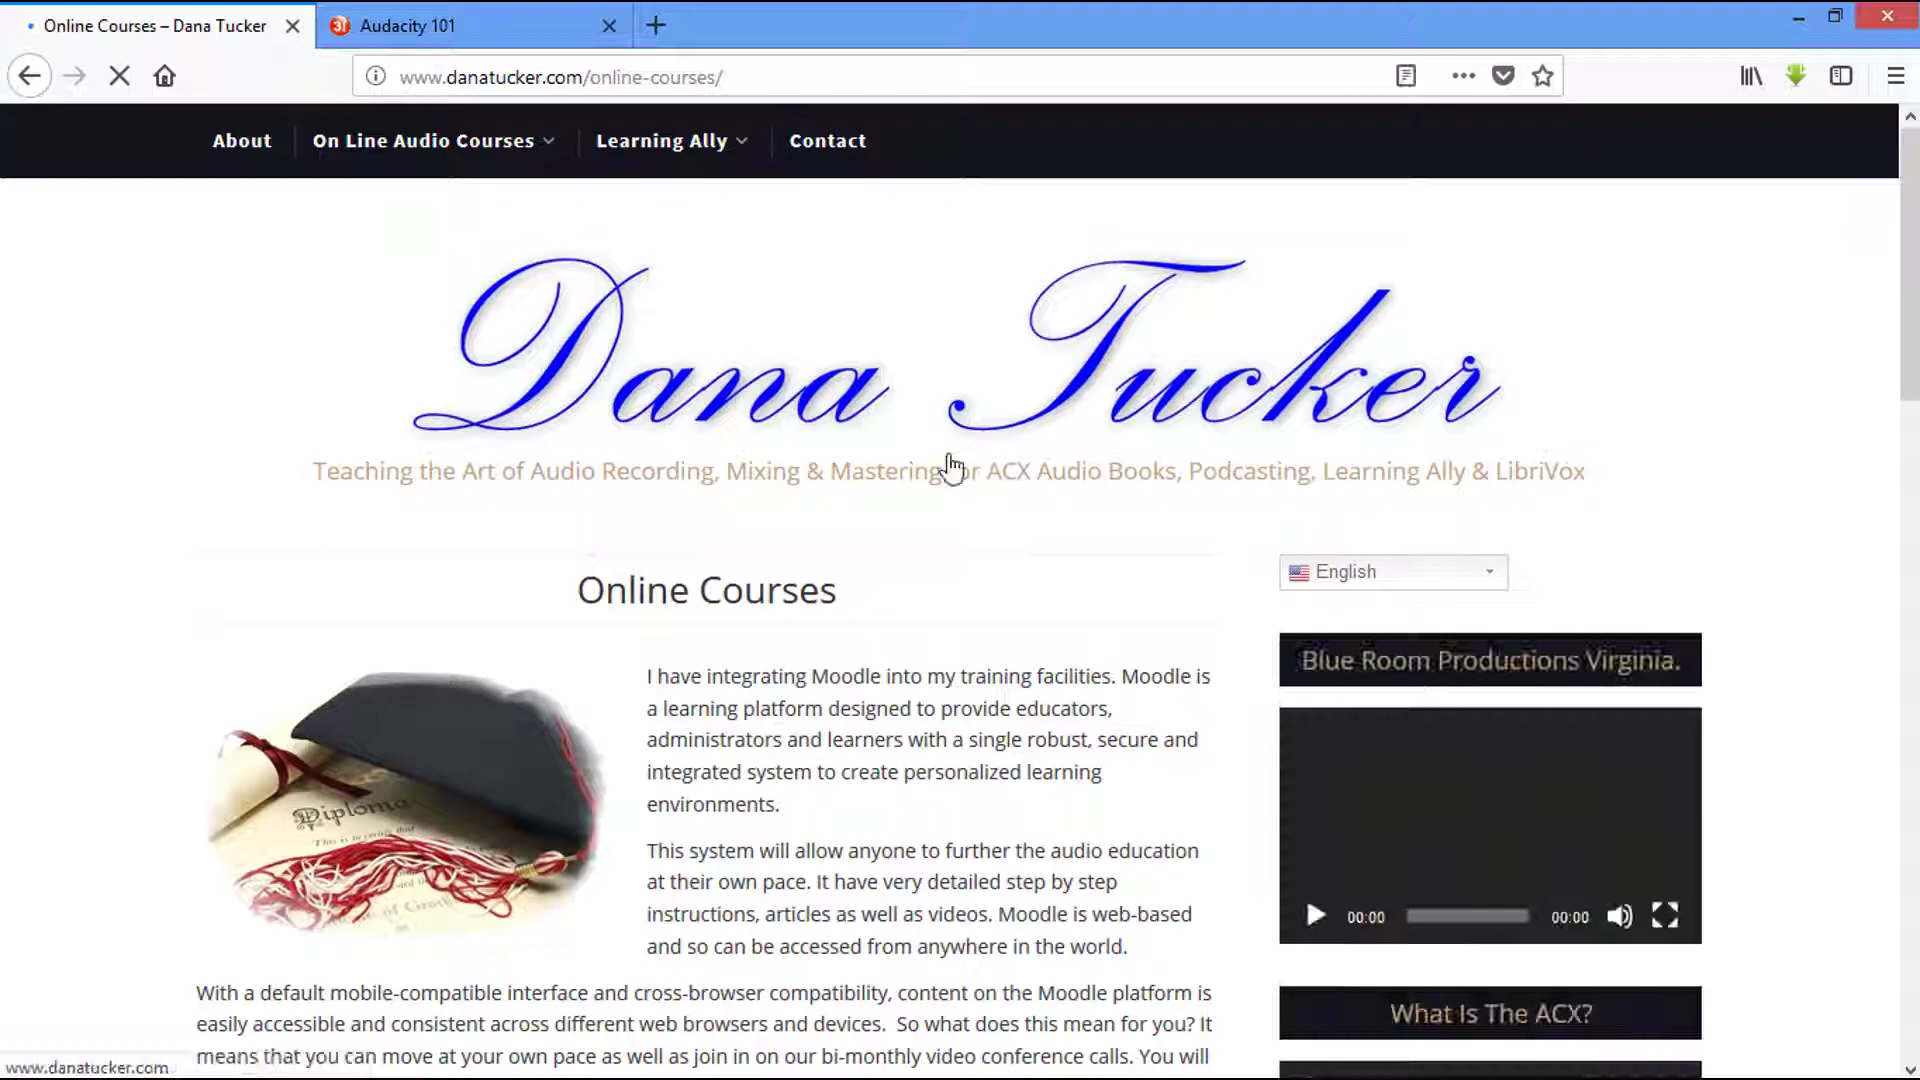 Online Courses – Dana Tucker
Audacity 101
www.danatucker.com/online-courses/
About
On Line Audio Courses
Learning Ally
Contact
Dana Tucker
Teaching the Art of Audio Recording, Mixing & Mastering or ACX Audio Books, Podcasting, Learning Ally & LibriVox
Online Courses
English
Blue Room Productions Virginia.
I have integrating Moodle into my training facilities. Moodle is
a learning platform designed to provide educators,
administrators and learners with a single robust, secure and
integrated system to create personalized learning
environments.
Diploma
This system will allow anyone to further the audio education
at their own pace. It have very detailed step by step
instructions, articles as well as videos. Moodle is web-based
and so can be accessed from anywhere in the world.
00:00
00:00
With a default mobile-compatible interface and cross-browser compatibility, content on the Moodle platform is
easily accessible and consistent across different web browsers and devices.  So what does this mean for you? It
means that you can move at your own pace as well as join in on our bi-monthly video conference calls. You will
What Is The ACX?
www.danatucker.com